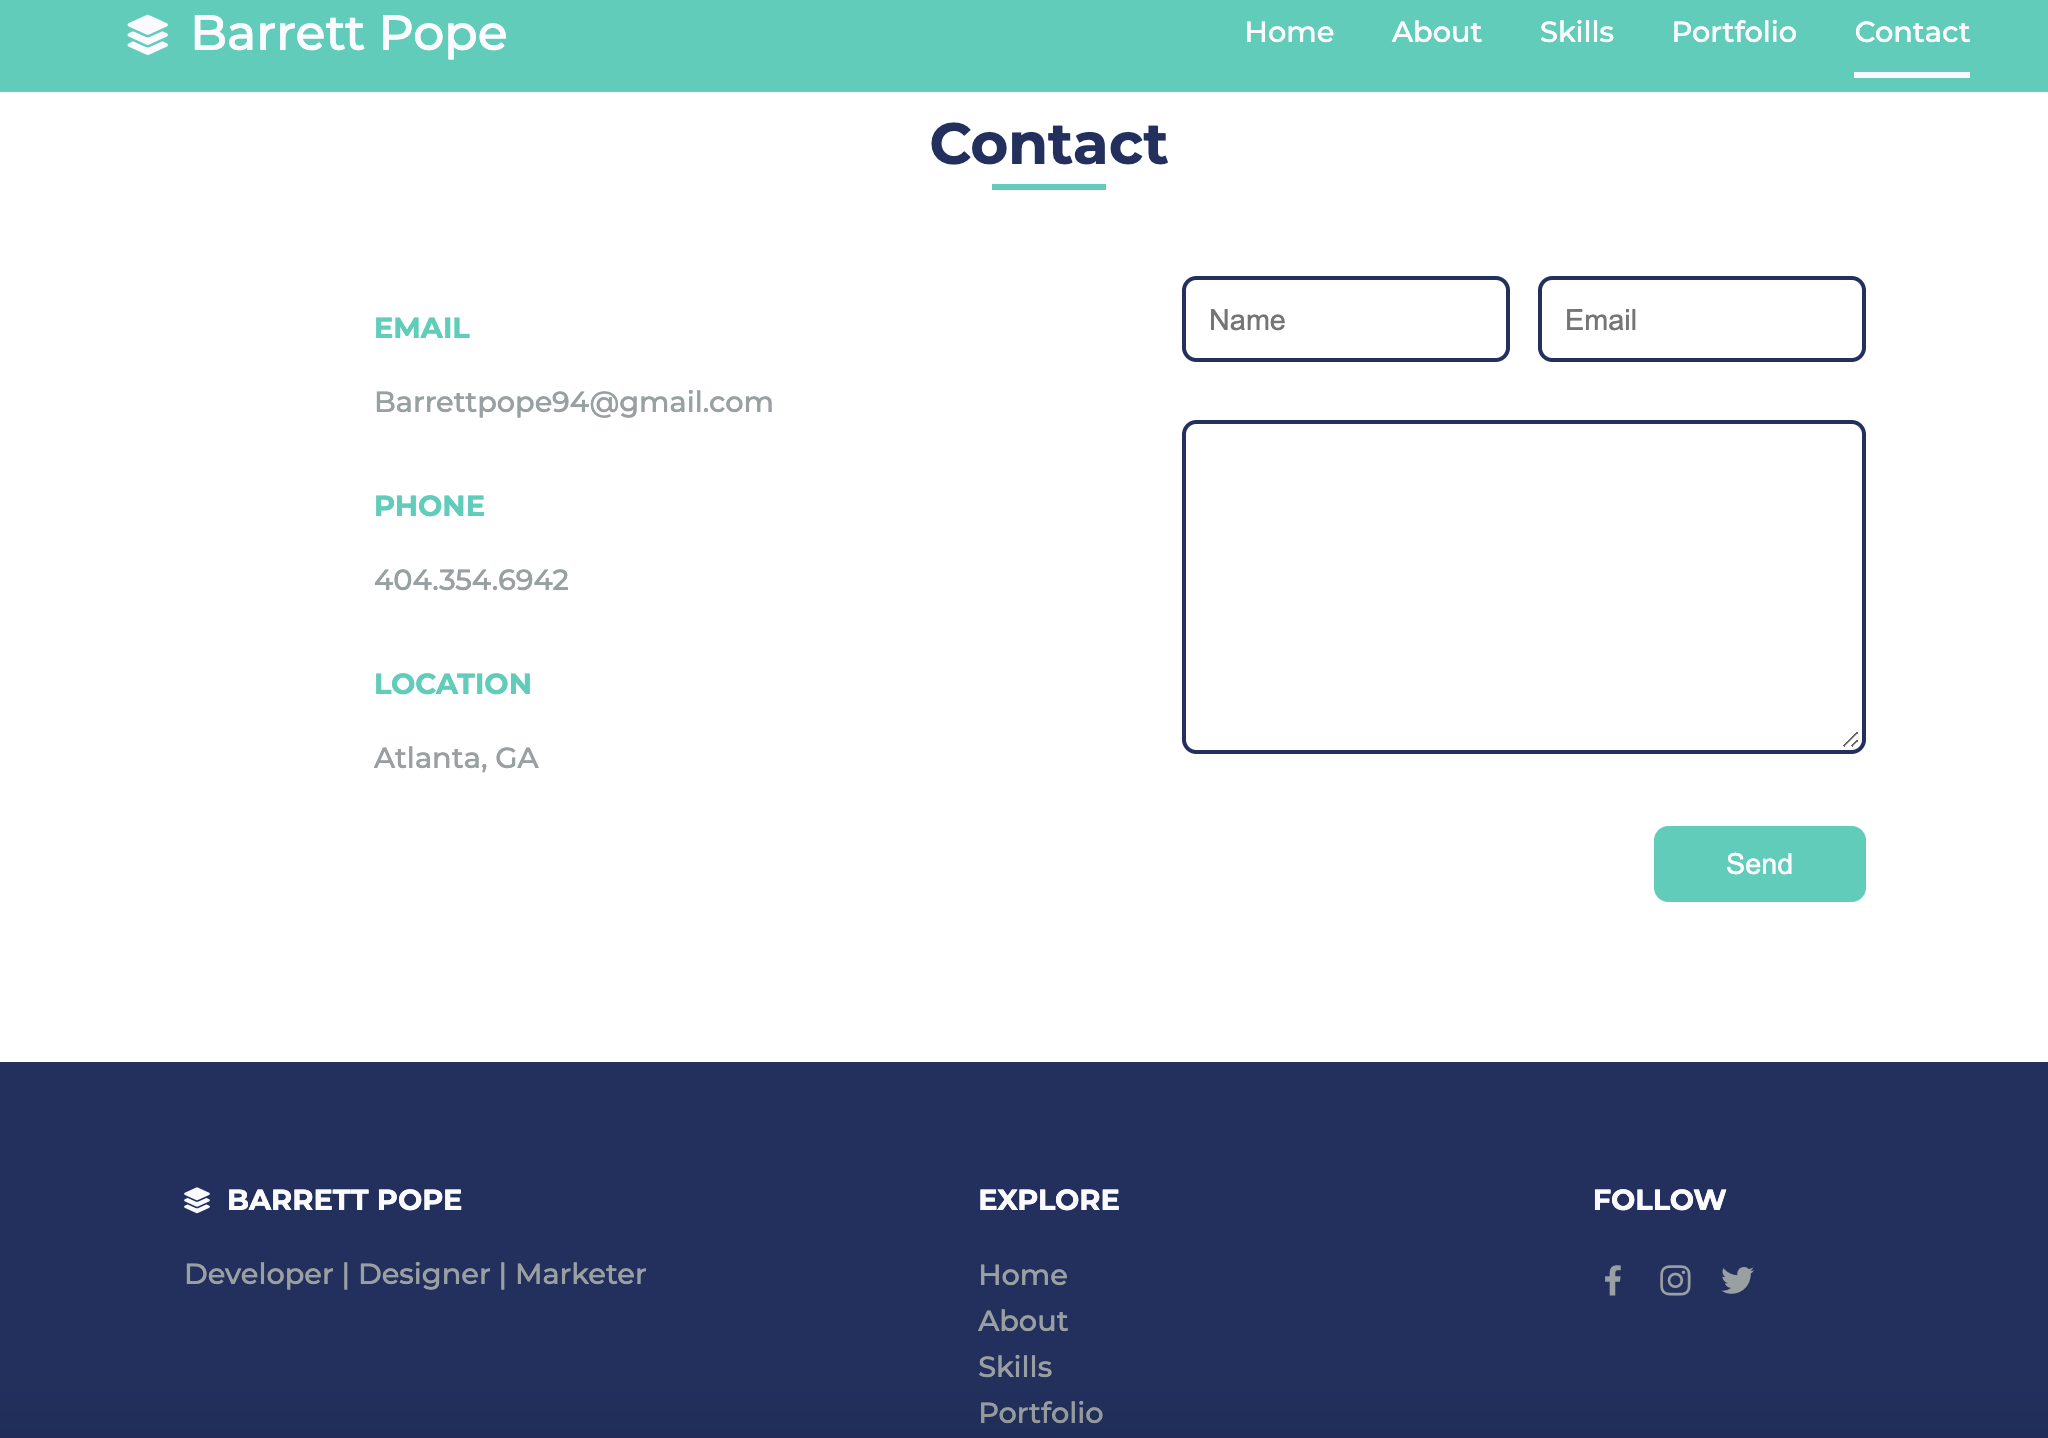 Barrett Pope
Home About Skills Portfolio Contact
Contact
EMAIL
Barrettpope94@gmail.com
PHONE
404.354.6942
LOCATION
Atlanta, GA
Name
Email
Send
BARRETT POPE
Developer | Designer | Marketer
EXPLORE
Home
About
Skills
Portfolio
FOLLOW